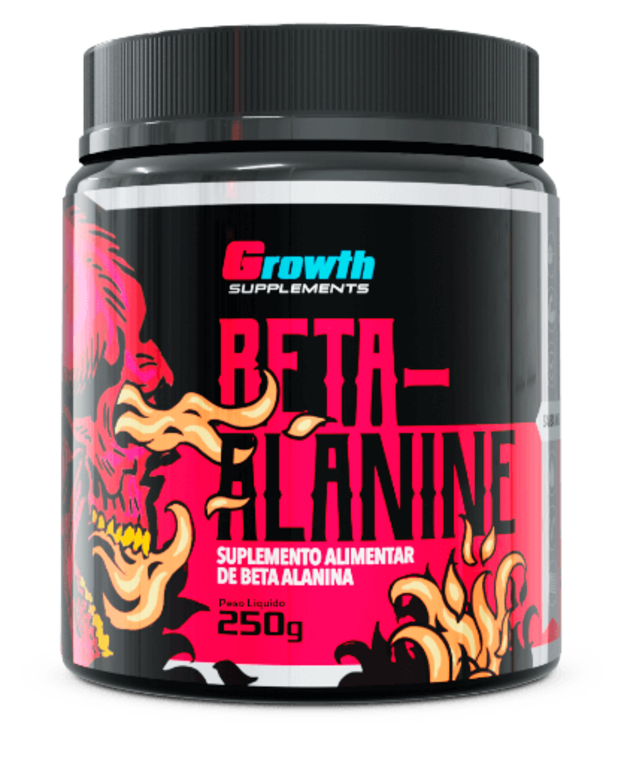 Growth
SUPPLEMENTS
BETA-
ALANINE
SUPLEMENTO ALIMENTAR
DE BETA ALANINA
Peso Líquido
250g